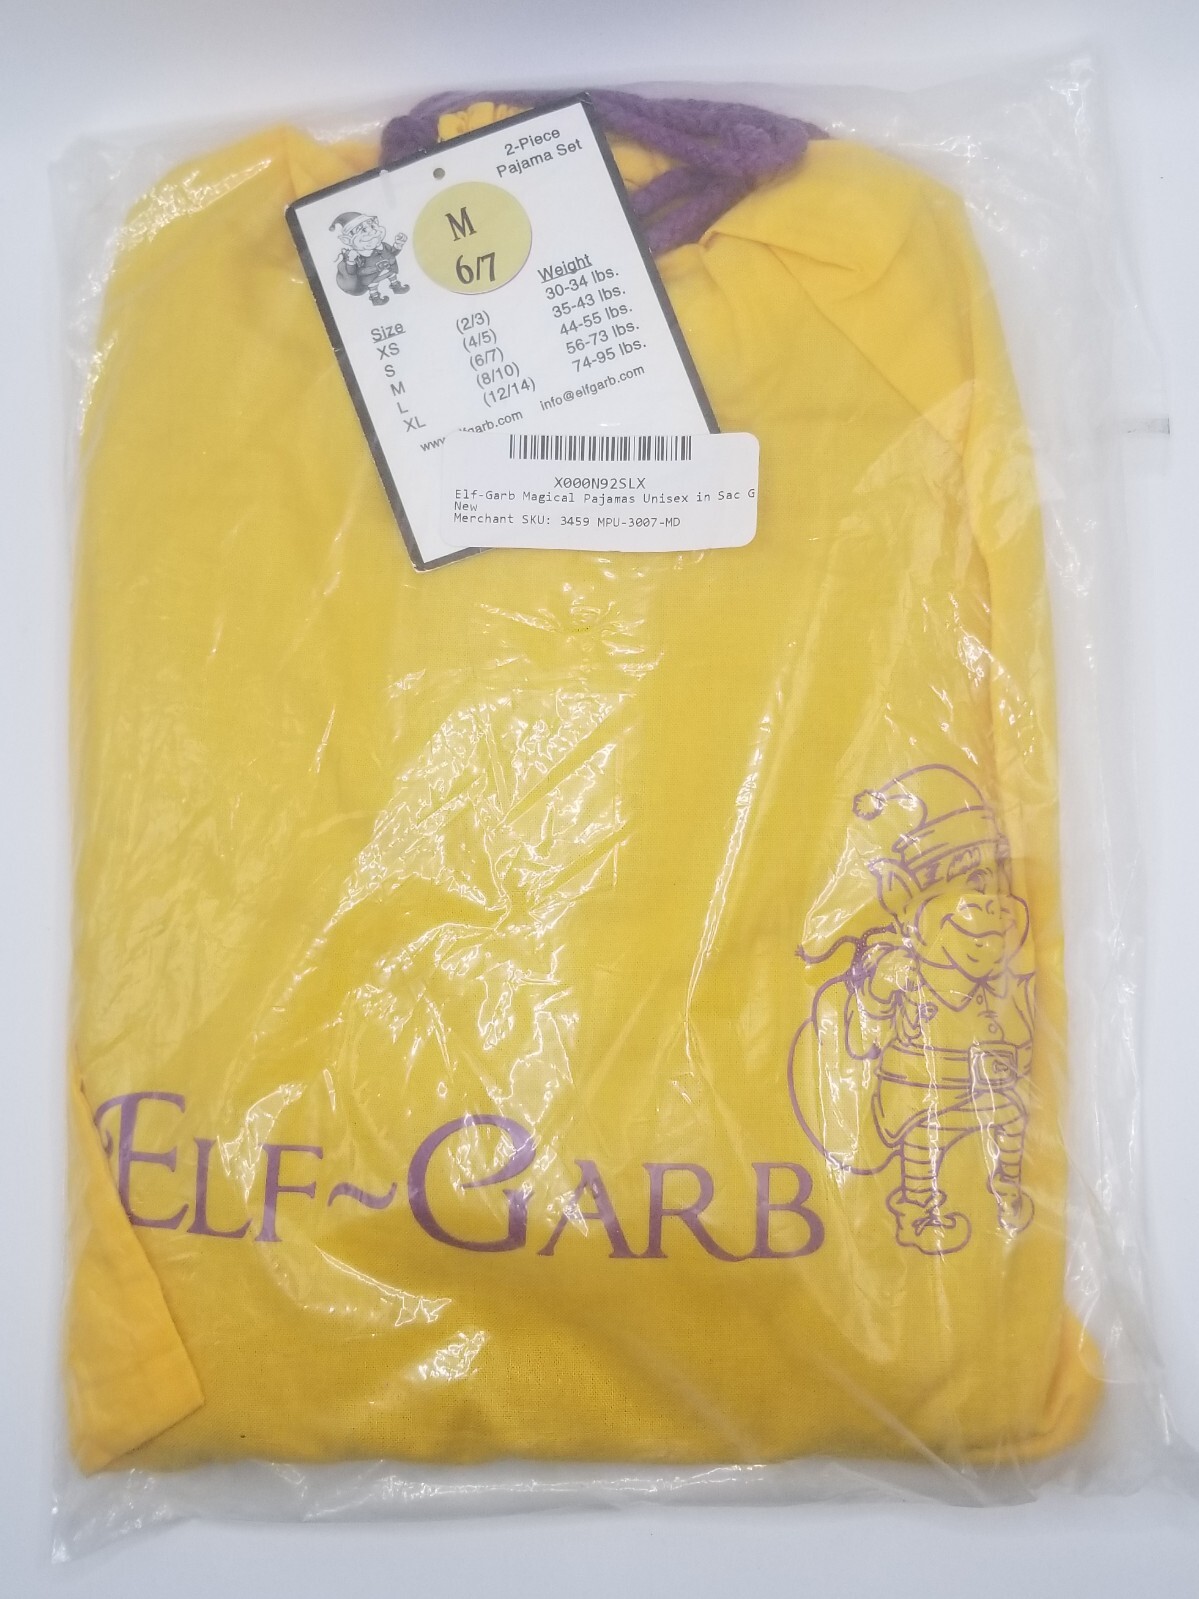 2-Piece
Pajama Set
M
6/7
Size Weight
XS (2/3) 30-34 lbs.
S (4/5) 35-43 lbs.
M (6/7) 44-55 lbs.
L (8/10) 56-73 lbs.
XL (12/14) 74-95 lbs.
info@elfgarb.com
X000N92SLX
Elf-Garb Magical Pajamas Unisex in Sac G
New
Merchant SKU: 3459 MPU-3007-MD
ELF~GARB